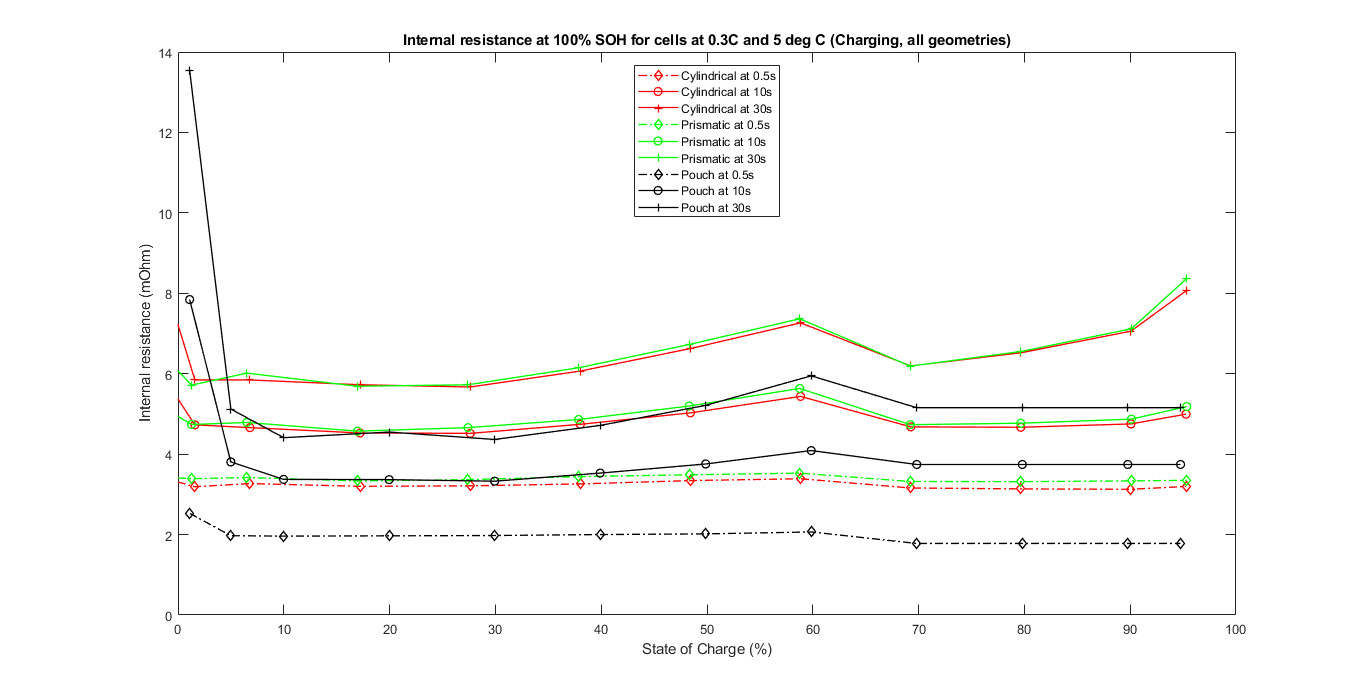 Internal resistance at 100% SOH for cells at 0.3C and 5 deg C (Charging, all geometries)
14
12
10
8
6
4
2
0
Internal resistance (mOhm)
Cylindrical at 0.5s
Cylindrical at 10s
Cylindrical at 30s
Prismatic at 0.5s
Prismatic at 10s
Prismatic at 30s
Pouch at 0.5s
Pouch at 10s
Pouch at 30s
0 10 20 30 40 50 60 70 80 90 100
State of Charge (%)